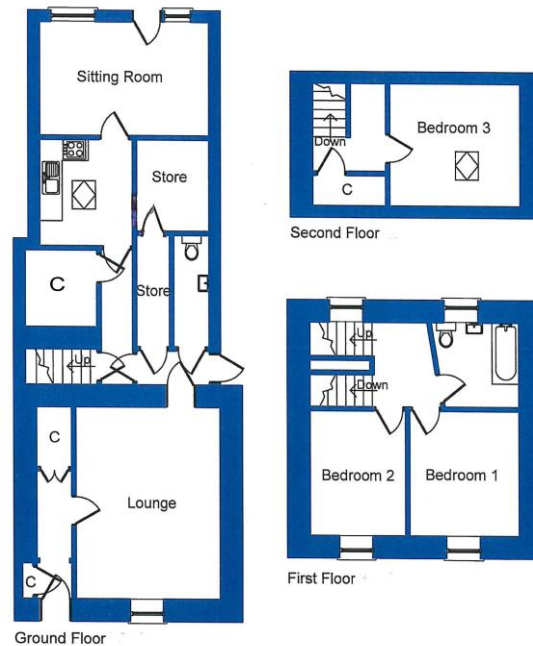 Sitting Room
Store
C
Store
Up
C
Lounge
C
Ground Floor
Bedroom 3
Down
C
Second Floor
Up
Down
Bedroom 2
Bedroom 1
First Floor